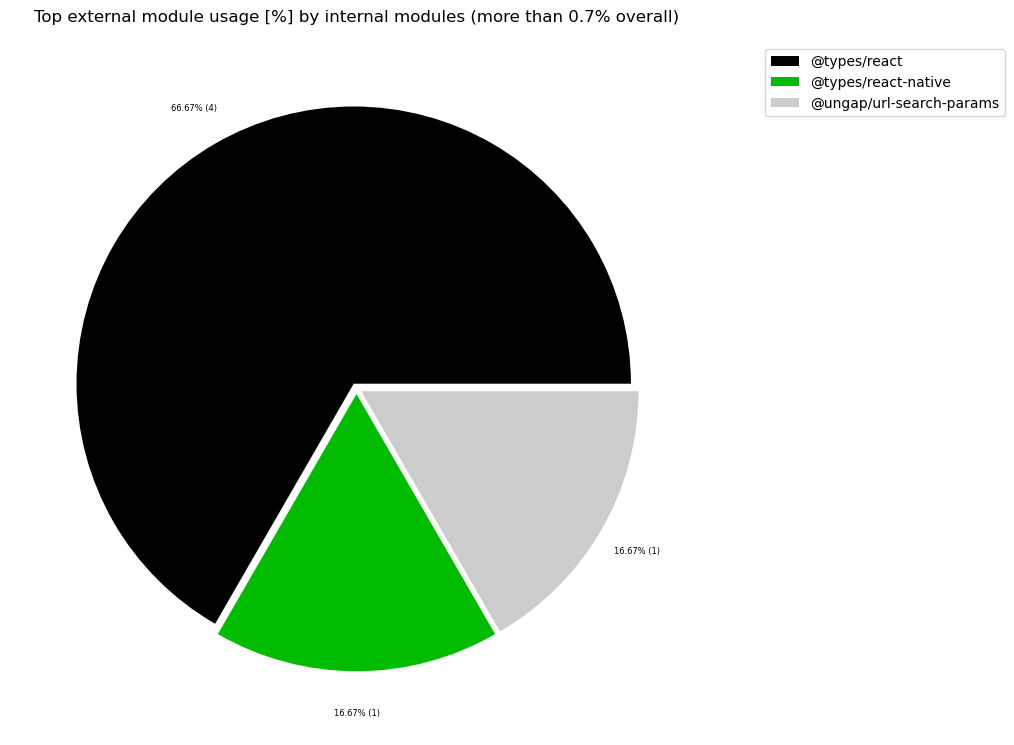 Top external module usage [%] by internal modules (more than 0.7% overall)
@types/react
@types/react-native
@ungap/url-search-params
66.67% (4)
16.67% (1)
16.67% (1)